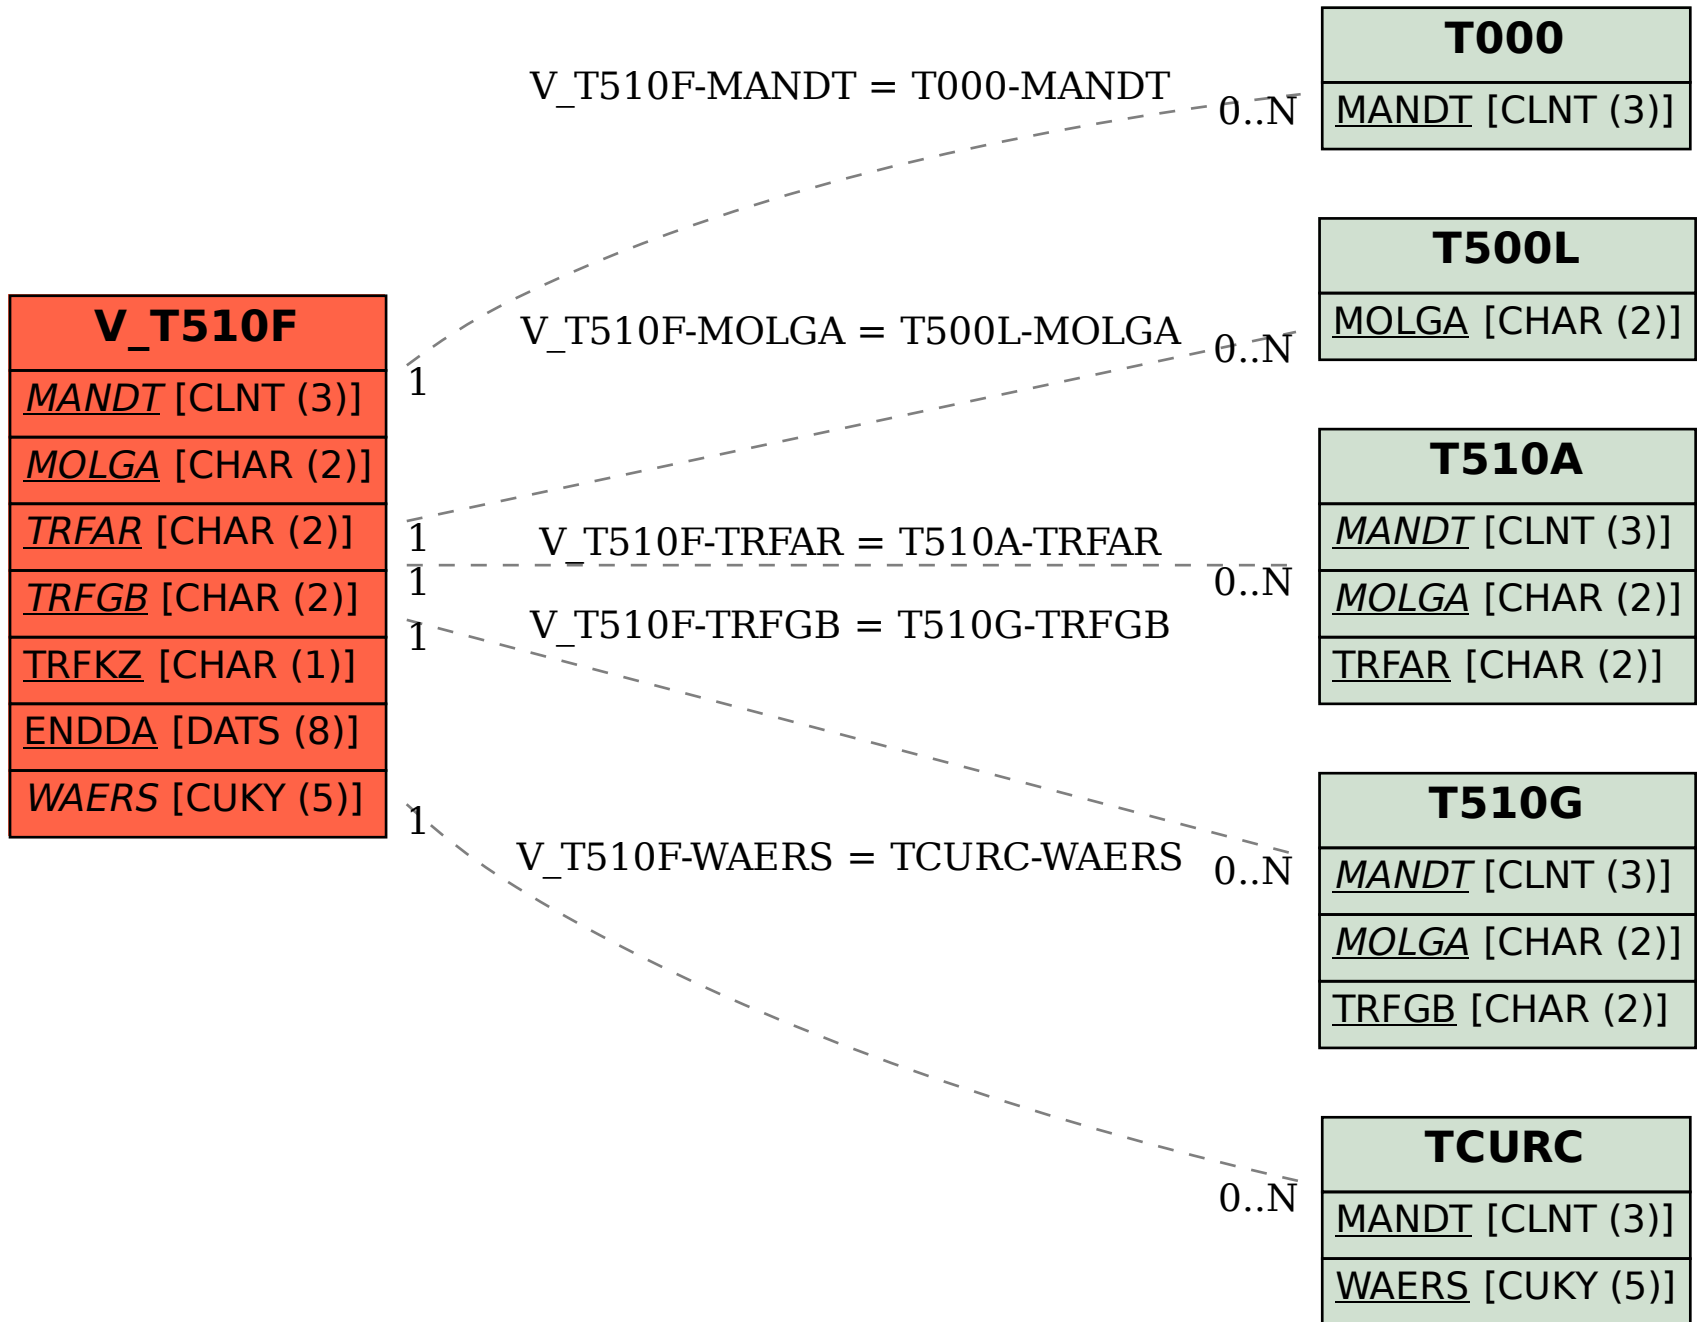 V_T510F
MANDT [CLNT (3)]
MOLGA [CHAR (2)]
TRFAR [CHAR (2)]
TRFGB [CHAR (2)]
TRFKZ [CHAR (1)]
ENDDA [DATS (8)]
WAERS [CUKY (5)]
V_T510F-MANDT = T000-MANDT
1
0..N
V_T510F-MOLGA = T500L-MOLGA
1
0..N
V_T510F-TRFAR = T510A-TRFAR
1
0..N
V_T510F-TRFGB = T510G-TRFGB
1
0..N
V_T510F-WAERS = TCURC-WAERS
1
0..N
T000
MANDT [CLNT (3)]
T500L
MOLGA [CHAR (2)]
T510A
MANDT [CLNT (3)]
MOLGA [CHAR (2)]
TRFAR [CHAR (2)]
T510G
MANDT [CLNT (3)]
MOLGA [CHAR (2)]
TRFGB [CHAR (2)]
TCURC
MANDT [CLNT (3)]
WAERS [CUKY (5)]